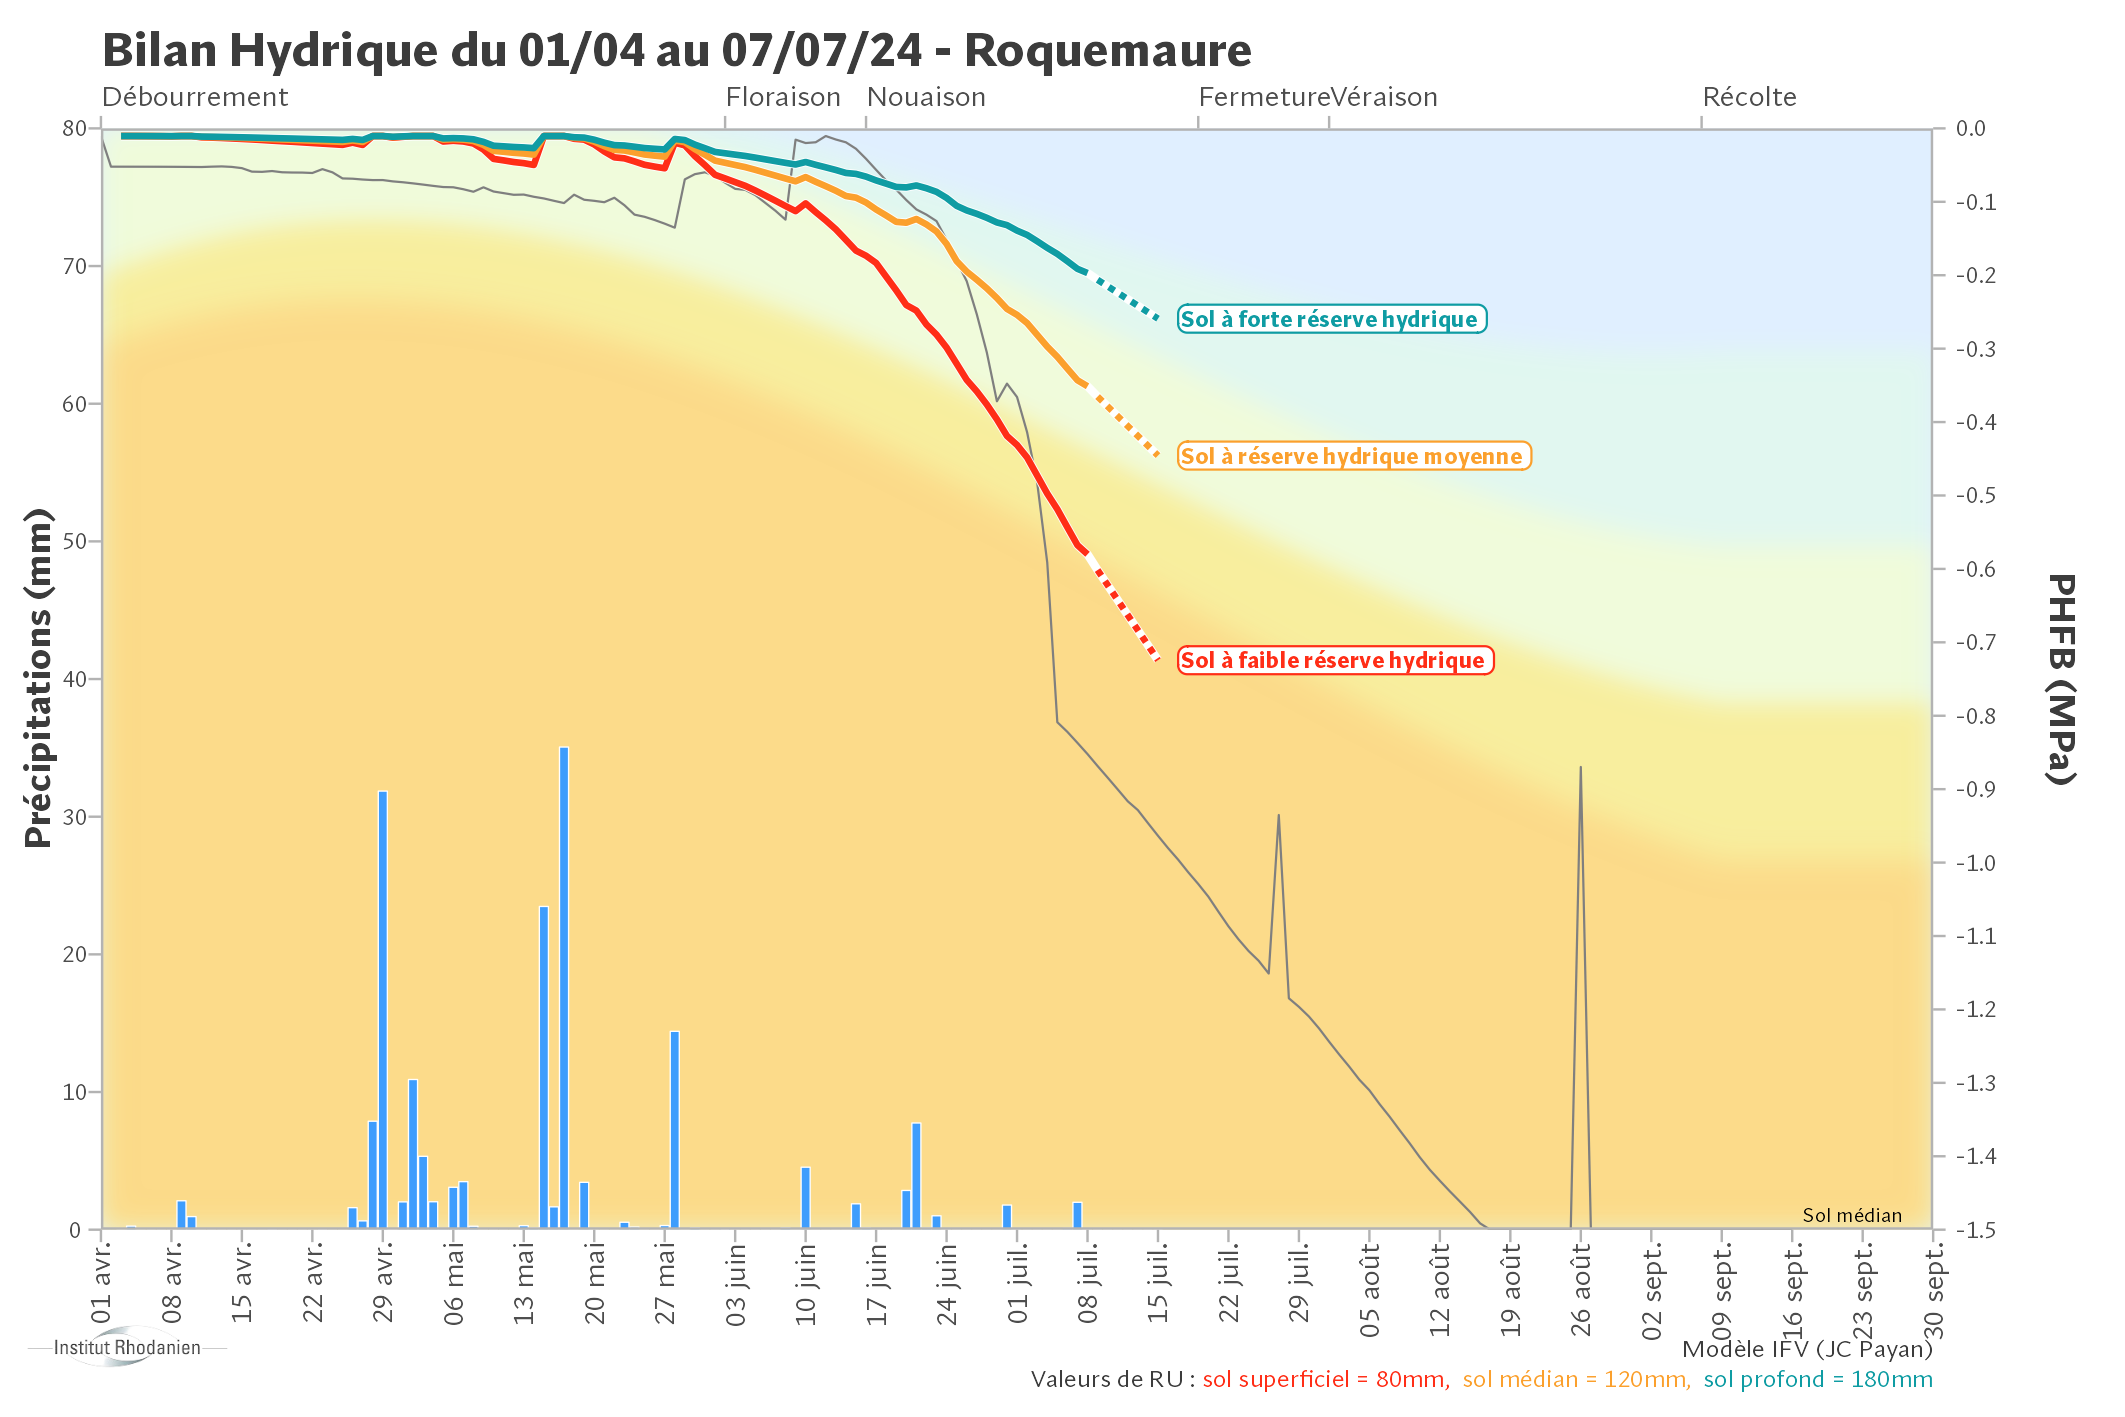 Bilan Hydrique du 01/04 au 07/07/24 - Roquemaure
Débourrement Floraison Nouaison Fermeture Véraison Récolte
Précipitations (mm)
80
70
60
50
40
30
20
10
0
Sol à forte réserve hydrique
Sol à réserve hydrique moyenne
Sol à faible réserve hydrique
Sol médian
0.0
-0.1
-0.2
-0.3
-0.4
-0.5
-0.6
-0.7
-0.8
-0.9
-1.0
-1.1
-1.2
-1.3
-1.4
-1.5
PHFB (MPa)
01 avr.
08 avr.
15 avr.
22 avr.
29 avr.
06 mai
13 mai
20 mai
27 mai
03 juin
10 juin
17 juin
24 juin
01 juil.
08 juil.
15 juil.
22 juil.
29 juil.
05 août
12 août
19 août
26 août
02 sept.
09 sept.
16 sept.
23 sept.
30 sept.
Institut Rhodanien
Modèle IFV (JC Payan)
Valeurs de RU : sol superficiel = 80mm, sol médian = 120mm, sol profond = 180mm